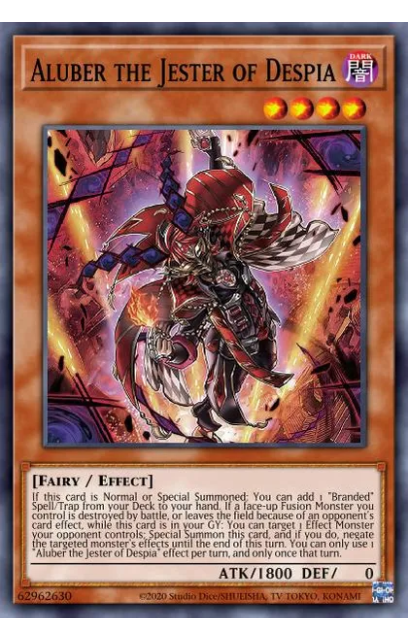 ALUBER THE JESTER OF DESPIA
DARK
闇
[FAIRY / EFFECT]
If this card is Normal or Special Summoned: You can add 1 "Branded"
Spell/Trap from your Deck to your hand. If a face-up Fusion Monster you
control is destroyed by battle, or leaves the field because of an opponent's
card effect, while this card is in your GY: You can target 1 Effect Monster
your opponent controls; Special Summon this card, and if you do, negate
the targeted monster's effects until the end of this turn. You can only use 1
"Aluber the Jester of Despia" effect per turn, and only once that turn.
ATK/1800 DEF/ 0
62962630 ©2020 Studio Dice/SHUEISHA, TV TOKYO, KONAMI